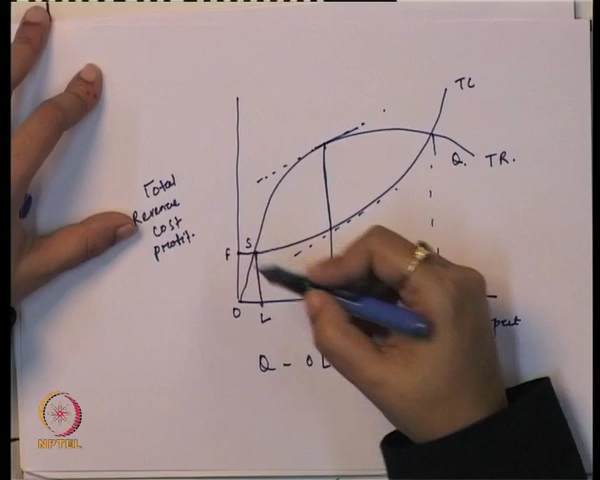 TC
Q. TR.
Total
Revenue
cost
profit.
F S
O L
Q - OL
NPTEL